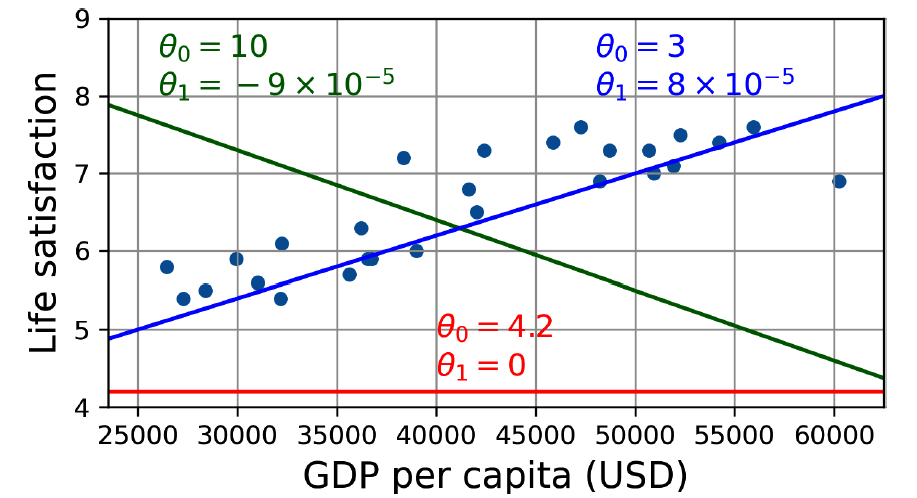 9
θ₀ = 10
θ₁ = −9 × 10⁻⁵
θ₀ = 3
θ₁ = 8 × 10⁻⁵
8
7
6
5
4
Life satisfaction
θ₀ = 4.2
θ₁ = 0
25000 30000 35000 40000 45000 50000 55000 60000
GDP per capita (USD)